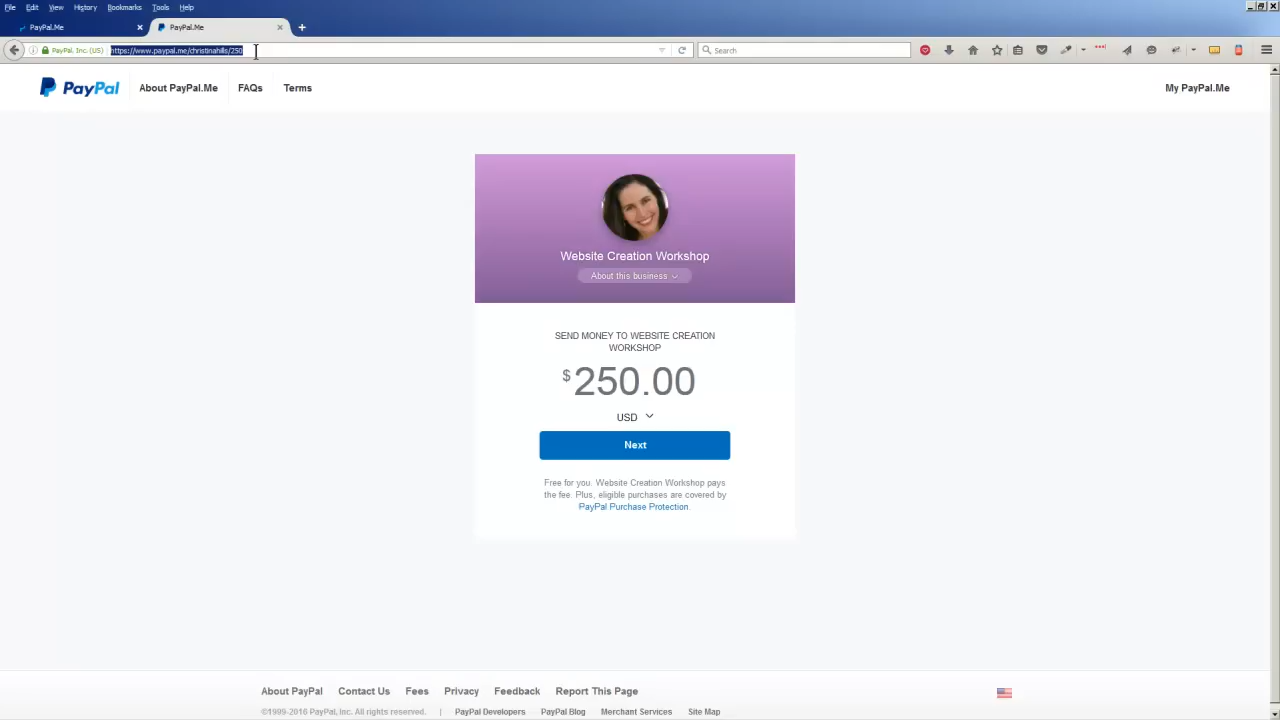 File Edit View History Bookmarks Tools Help
PayPal.Me
PayPal.Me
PayPal, Inc. (US) https://www.paypal.me/christinahills/250
Search
PayPal About PayPal.Me FAQs Terms My PayPal.Me
Website Creation Workshop
About this business
SEND MONEY TO WEBSITE CREATION
WORKSHOP
$250.00
USD
Next
Free for you. Website Creation Workshop pays
the fee. Plus, eligible purchases are covered by
PayPal Purchase Protection.
About PayPal Contact Us Fees Privacy Feedback Report This Page
©1999-2016 PayPal, Inc. All rights reserved. | PayPal Developers PayPal Blog Merchant Services Site Map